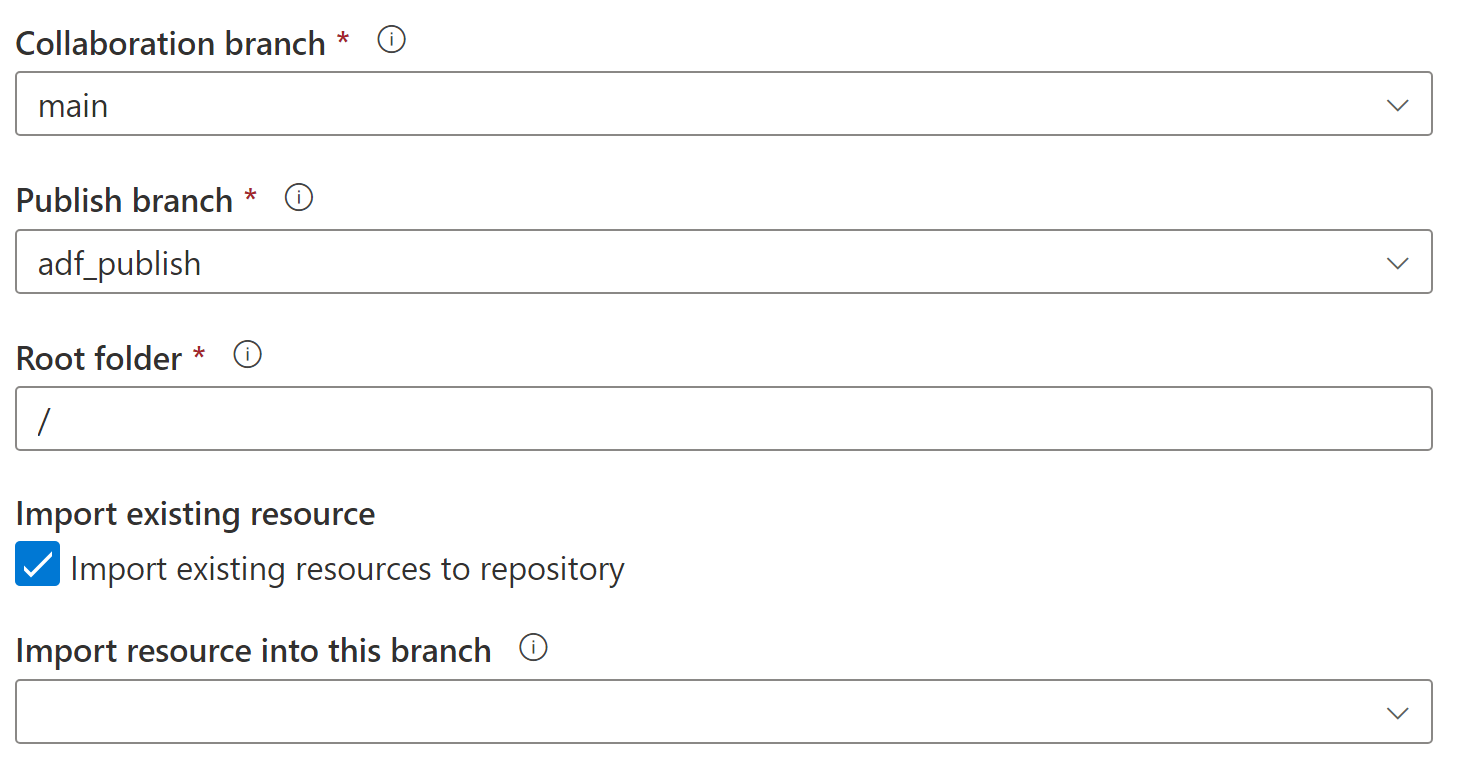 Collaboration branch *
main
Publish branch *
adf_publish
Root folder *
/
Import existing resource
Import existing resources to repository
Import resource into this branch